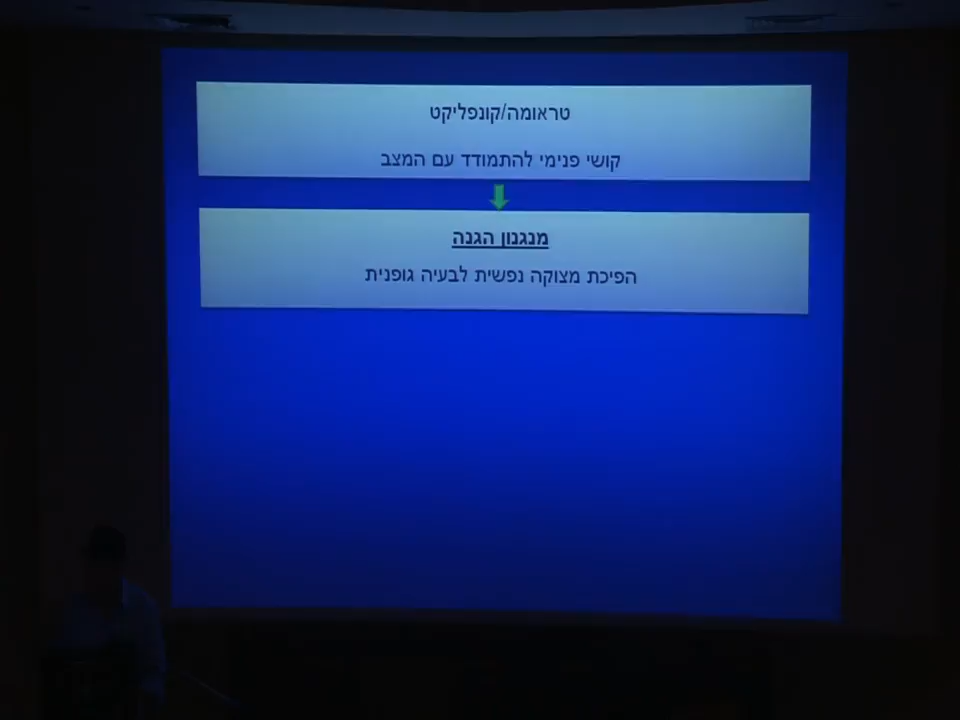 טראומה/קונפליקט
קושי פנימי להתמודד עם המצב
מנגנון הגנה
הפיכת מצוקה נפשית לבעיה גופנית